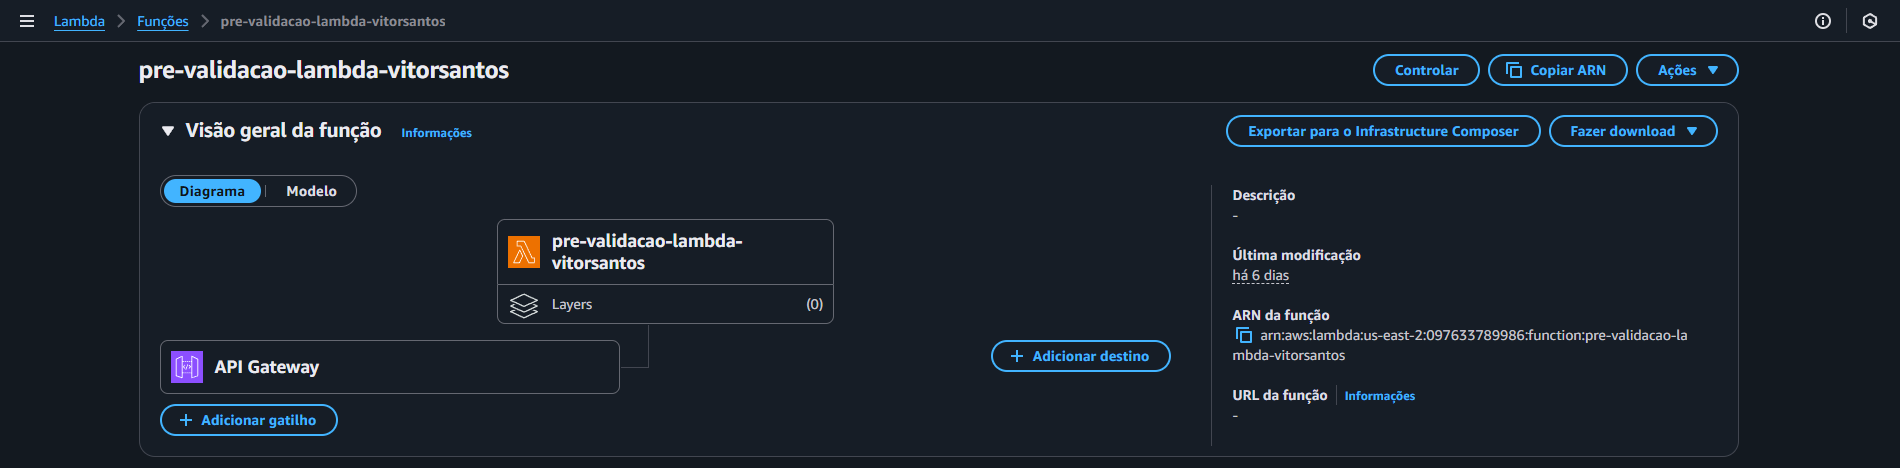 Lambda > Funções > pre-validacao-lambda-vitorsantos
pre-validacao-lambda-vitorsantos
Controlar
Copiar ARN
Ações
Visão geral da função
Informações
Exportar para o Infrastructure Composer
Fazer download
Diagrama
Modelo
pre-validacao-lambda-
vitorsantos
Layers
(0)
API Gateway
+ Adicionar gatilho
+ Adicionar destino
Descrição
-
Última modificação
há 6 dias
ARN da função
arn:aws:lambda:us-east-2:097633789986:function:pre-validacao-la
mbda-vitorsantos
URL da função
Informações
-